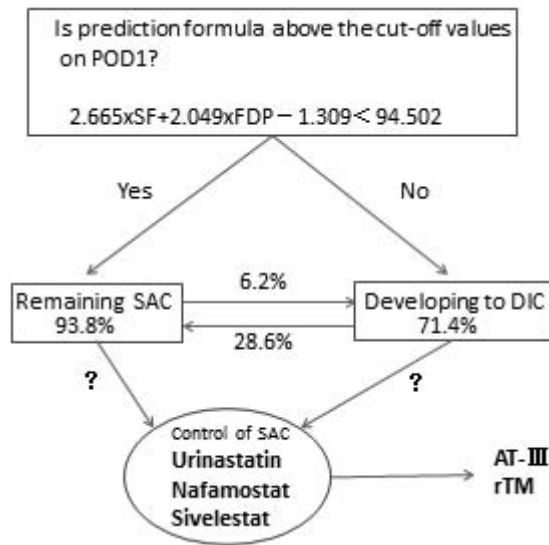 Is prediction formula above the cut-off values
on POD1?
2.665xSF+2.049xFDP－1.309＜94.502
Yes
No
6.2%
Remaining SAC
93.8%
Developing to DIC
71.4%
28.6%
?
?
Control of SAC
Urinastatin
Nafamostat
Sivelestat
AT-Ⅲ
rTM